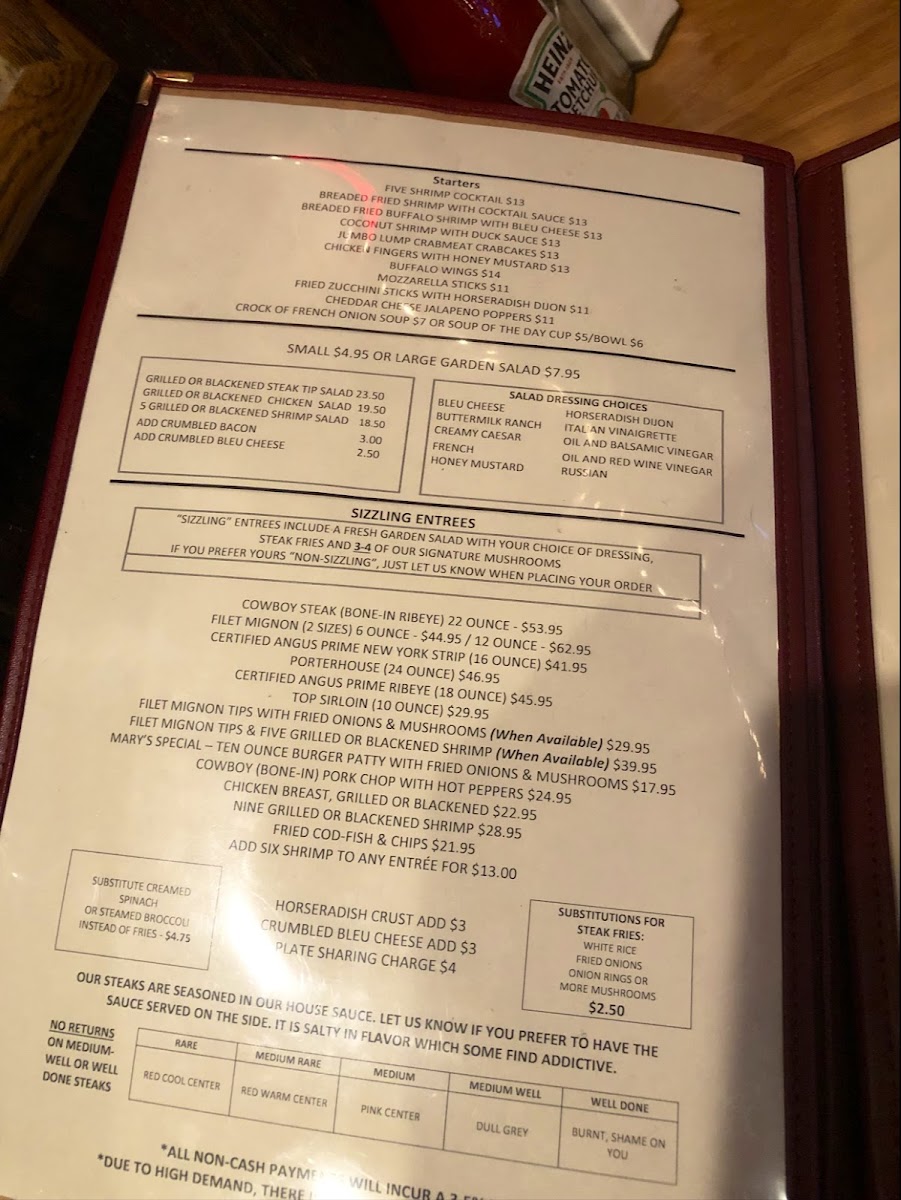 HEINZ
TOMATO
KETCHUP
Starters
FIVE SHRIMP COCKTAIL $13
BREADED FRIED SHRIMP WITH COCKTAIL SAUCE $13
BREADED FRIED BUFFALO SHRIMP WITH BLEU CHEESE $13
COCONUT SHRIMP WITH DUCK SAUCE $13
JUMBO LUMP CRABMEAT CRABCAKES $13
CHICKEN FINGERS WITH HONEY MUSTARD $13
BUFFALO WINGS $14
MOZZARELLA STICKS $11
FRIED ZUCCHINI STICKS WITH HORSERADISH DIJON $11
CHEDDAR CHEESE JALAPENO POPPERS $11
CROCK OF FRENCH ONION SOUP $7 OR SOUP OF THE DAY CUP $5/BOWL $6
SMALL $4.95 OR LARGE GARDEN SALAD $7.95
GRILLED OR BLACKENED STEAK TIP SALAD 23.50
GRILLED OR BLACKENED CHICKEN SALAD 19.50
5 GRILLED OR BLACKENED SHRIMP SALAD 18.50
ADD CRUMBLED BACON 3.00
ADD CRUMBLED BLEU CHEESE 2.50
SALAD DRESSING CHOICES
BLEU CHEESE HORSERADISH DIJON
BUTTERMILK RANCH ITALIAN VINAIGRETTE
CREAMY CAESAR OIL AND BALSAMIC VINEGAR
FRENCH OIL AND RED WINE VINEGAR
HONEY MUSTARD RUSSIAN
SIZZLING ENTREES
"SIZZLING" ENTREES INCLUDE A FRESH GARDEN SALAD WITH YOUR CHOICE OF DRESSING,
STEAK FRIES AND 3-4 OF OUR SIGNATURE MUSHROOMS
IF YOU PREFER YOURS "NON-SIZZLING", JUST LET US KNOW WHEN PLACING YOUR ORDER
COWBOY STEAK (BONE-IN RIBEYE) 22 OUNCE - $53.95
FILET MIGNON (2 SIZES) 6 OUNCE - $44.95 / 12 OUNCE - $62.95
CERTIFIED ANGUS PRIME NEW YORK STRIP (16 OUNCE) $41.95
PORTERHOUSE (24 OUNCE) $46.95
CERTIFIED ANGUS PRIME RIBEYE (18 OUNCE) $45.95
TOP SIRLOIN (10 OUNCE) $29.95
FILET MIGNON TIPS WITH FRIED ONIONS & MUSHROOMS (When Available) $29.95
FILET MIGNON TIPS & FIVE GRILLED OR BLACKENED SHRIMP (When Available) $39.95
MARY'S SPECIAL – TEN OUNCE BURGER PATTY WITH FRIED ONIONS & MUSHROOMS $17.95
COWBOY (BONE-IN) PORK CHOP WITH HOT PEPPERS $24.95
CHICKEN BREAST, GRILLED OR BLACKENED $22.95
NINE GRILLED OR BLACKENED SHRIMP $28.95
FRIED COD-FISH & CHIPS $21.95
ADD SIX SHRIMP TO ANY ENTRÉE FOR $13.00
SUBSTITUTE CREAMED
SPINACH
OR STEAMED BROCCOLI
INSTEAD OF FRIES - $4.75
HORSERADISH CRUST ADD $3
CRUMBLED BLEU CHEESE ADD $3
PLATE SHARING CHARGE $4
SUBSTITUTIONS FOR
STEAK FRIES:
WHITE RICE
FRIED ONIONS
ONION RINGS OR
MORE MUSHROOMS
$2.50
OUR STEAKS ARE SEASONED IN OUR HOUSE SAUCE. LET US KNOW IF YOU PREFER TO HAVE THE
SAUCE SERVED ON THE SIDE. IT IS SALTY IN FLAVOR WHICH SOME FIND ADDICTIVE.
NO RETURNS
ON MEDIUM-
WELL OR WELL
DONE STEAKS
RARE MEDIUM RARE MEDIUM MEDIUM WELL WELL DONE
RED COOL CENTER RED WARM CENTER PINK CENTER DULL GREY BURNT, SHAME ON
YOU
*ALL NON-CASH WILL INCUR A
*DUE TO HIGH DEMAND, THERE